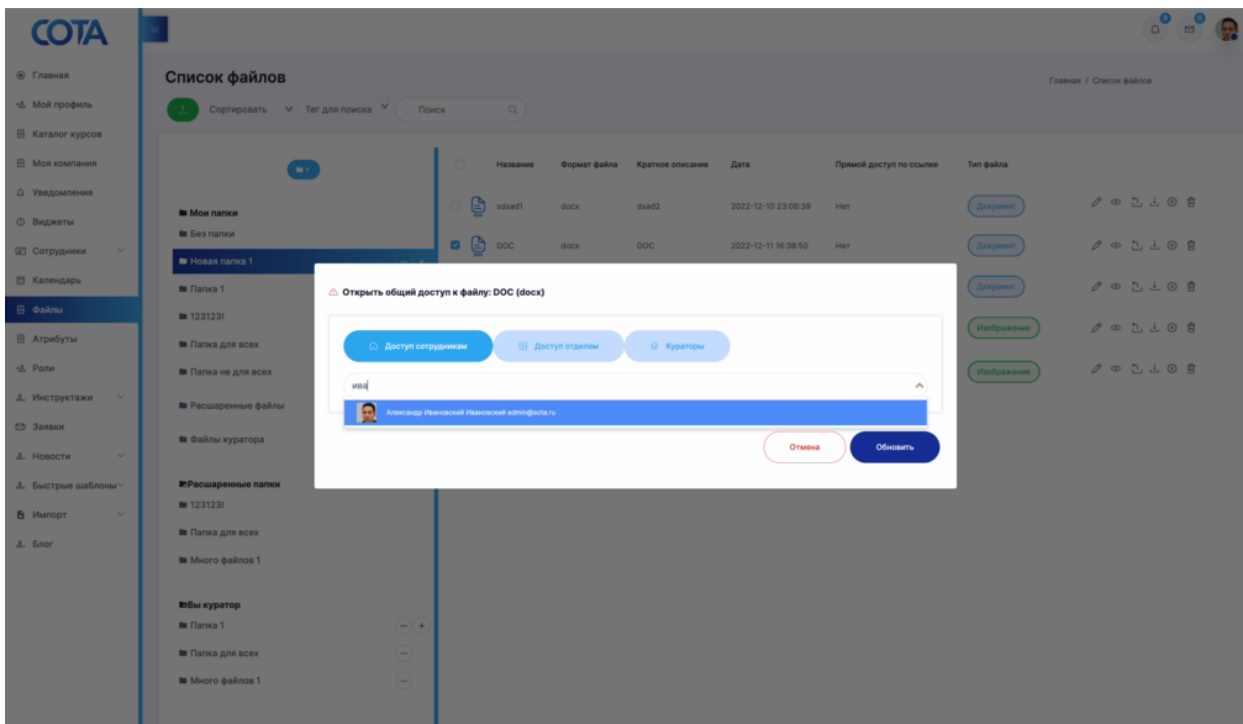 СОТА
0
0
Главная
Мой профиль
Каталог курсов
Моя компания
Уведомления
Виджеты
Сотрудники
Календарь
Файлы
Атрибуты
Роли
Инструктажи
Заявки
Новости
Быстрые шаблоны
Импорт
Блог
Список файлов
Главная / Список файлов
Сортировать
Тег для поиска
Поиск
Мои папки
Без папки
Новая папка 1
Папка 1
123123!
Папка для всех
Папка не для всех
Расшаренные файлы
Файлы куратора
Расшаренные папки
123123!
Папка для всех
Много файлов 1
Вы куратор
Папка 1
Папка для всех
Много файлов 1
Название Формат файла Краткое описание Дата Прямой доступ по ссылке Тип файла
sdsad1 docx dsad2 2022-12-10 23:06:39 Нет Документ
DOC docx DOC 2022-12-11 16:38:50 Нет Документ
Документ
Изображение
Изображение
Открыть общий доступ к файлу: DOC (docx)
Доступ сотрудникам
Доступ отделам
Кураторы
ива
Александр Ивановский Ивановский admin@sota.ru
Отмена
Обновить